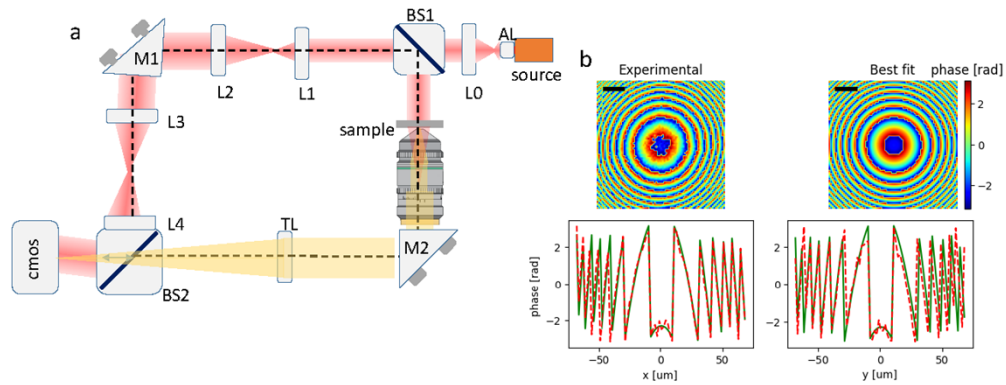 a
BS1
AL
M1
source
L2
L1
L0
L3
sample
L4
TL
cmos
M2
BS2
b
Experimental
Best fit
phase [rad]
2
0
−2
phase [rad]
2
0
−2
−50
0
50
x [um]
2
0
−2
−50
0
50
y [um]